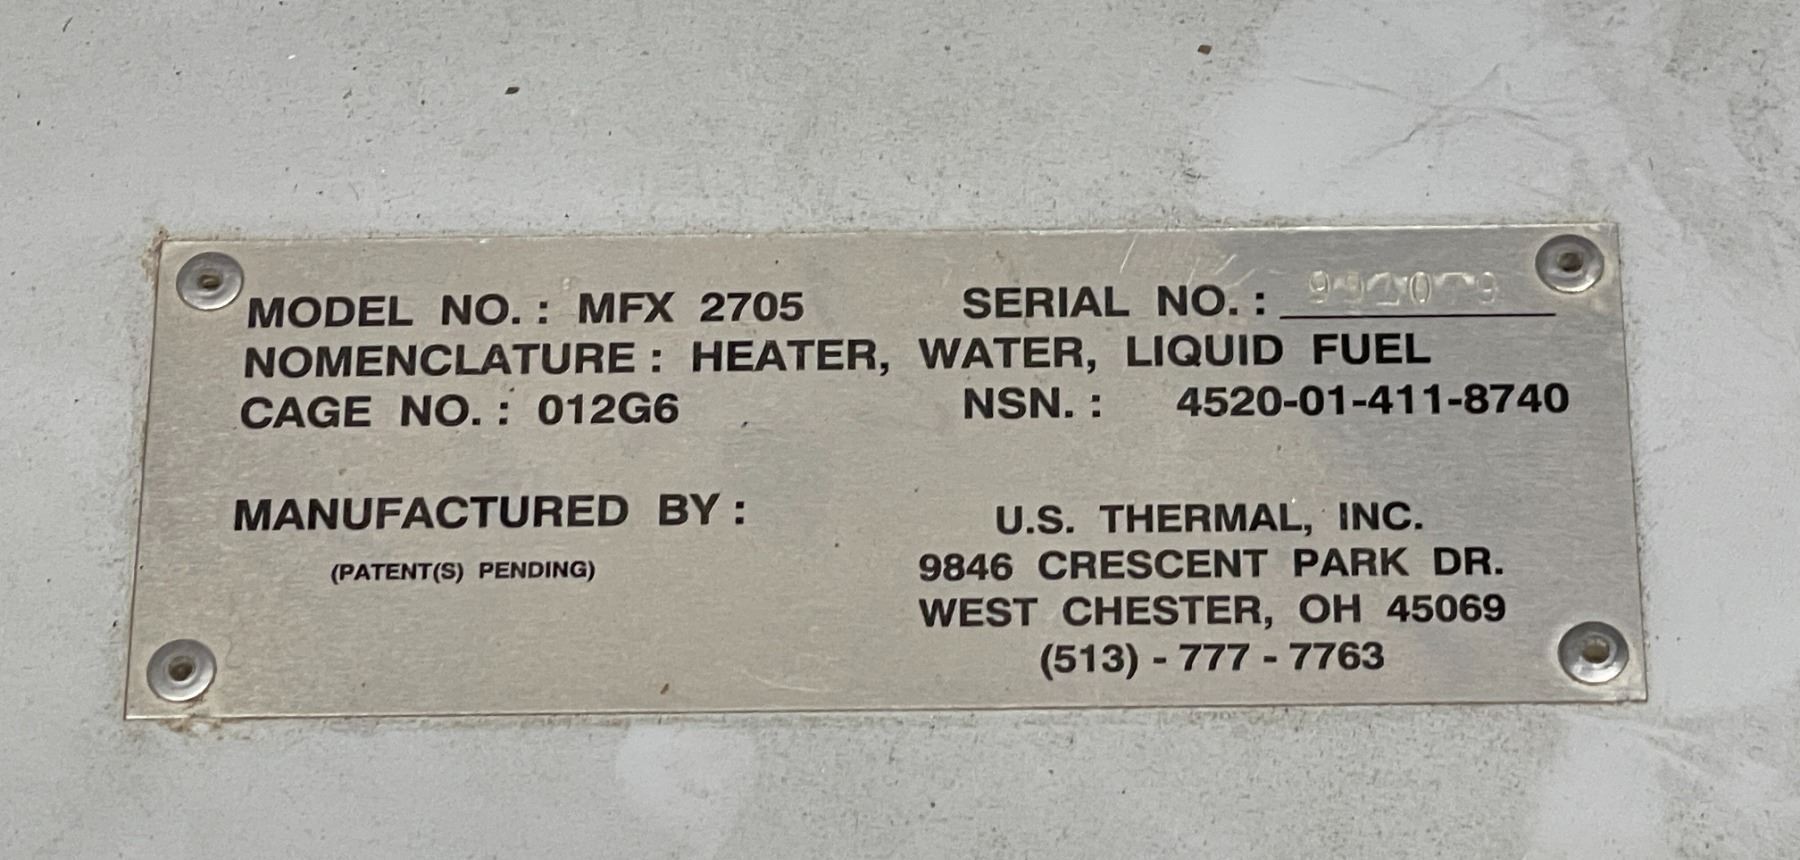 MODEL NO. : MFX 2705 SERIAL NO. :
NOMENCLATURE : HEATER, WATER, LIQUID FUEL
CAGE NO. : 012G6 NSN. : 4520-01-411-8740
MANUFACTURED BY : U.S. THERMAL, INC.
(PATENT(S) PENDING) 9846 CRESCENT PARK DR.
WEST CHESTER, OH 45069
(513) - 777 - 7763